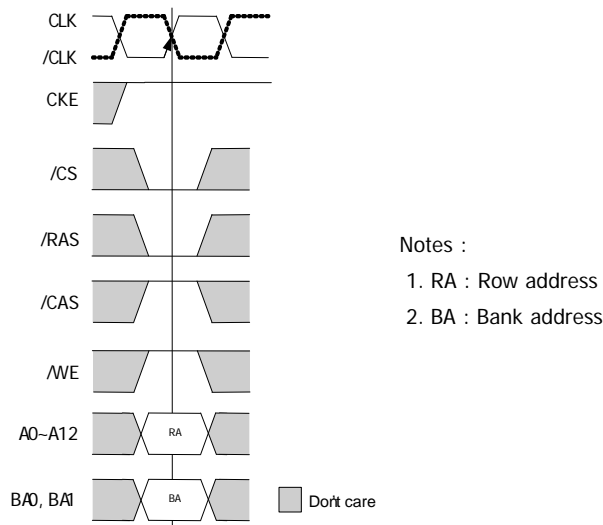 CLK
/CLK
CKE
/CS
/RAS
/CAS
/WE
A0~A12
RA
BA0, BA1
BA
Don't care
Notes :
1. RA : Row address
2. BA : Bank address